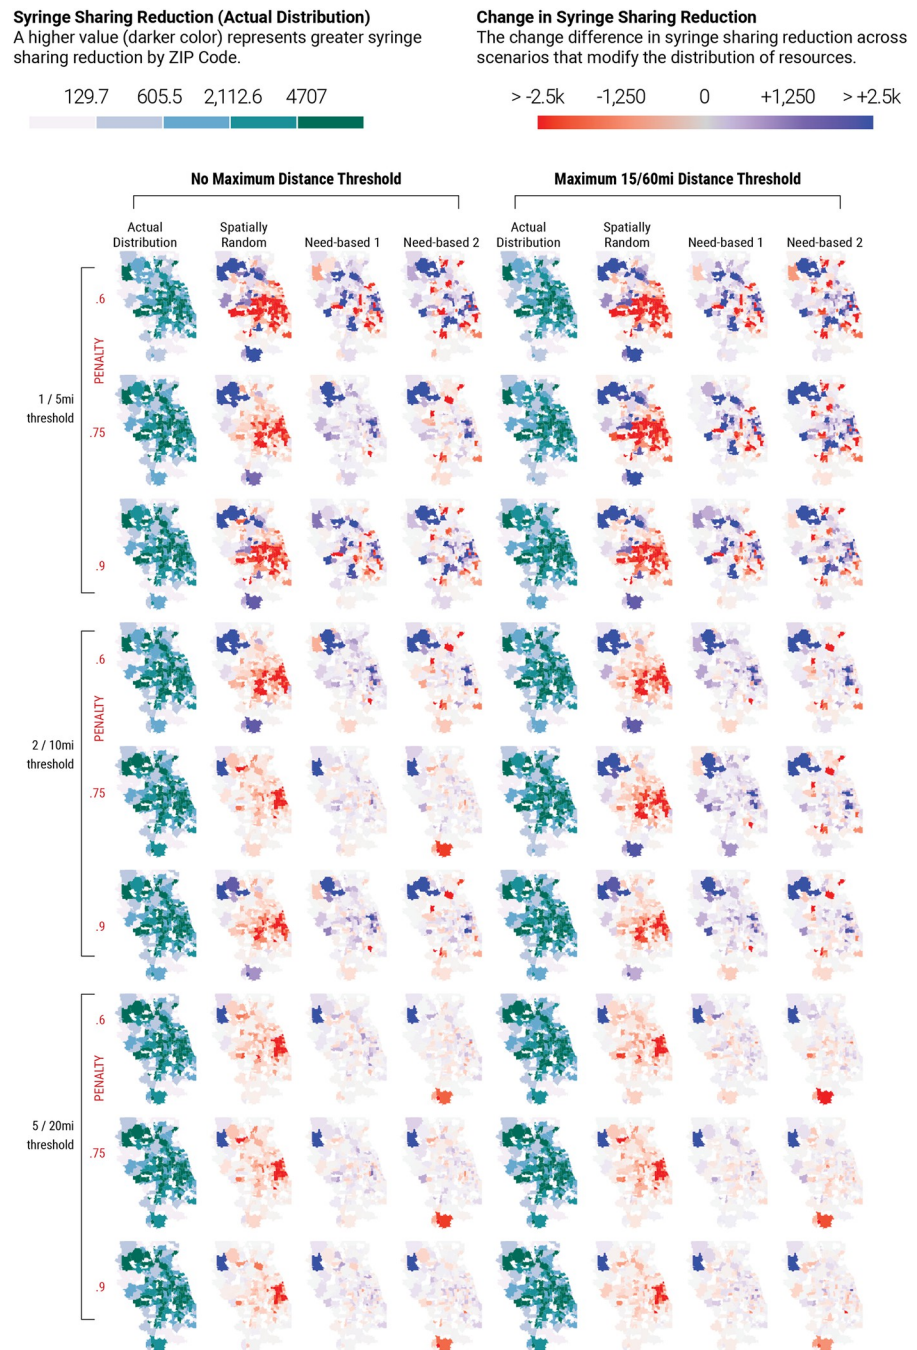 Syringe Sharing Reduction (Actual Distribution)
A higher value (darker color) represents greater syringe
sharing reduction by ZIP Code.
129.7 605.5 2,112.6 4707
Change in Syringe Sharing Reduction
The change difference in syringe sharing reduction across
scenarios that modify the distribution of resources.
> -2.5k -1,250 0 +1,250 > +2.5k
No Maximum Distance Threshold
Maximum 15/60mi Distance Threshold
Actual
Distribution
Spatially
Random
Need-based 1
Need-based 2
Actual
Distribution
Spatially
Random
Need-based 1
Need-based 2
1 / 5mi
threshold
PENALTY
.6
.75
.9
2 / 10mi
threshold
PENALTY
.6
.75
.9
5 / 20mi
threshold
PENALTY
.6
.75
.9